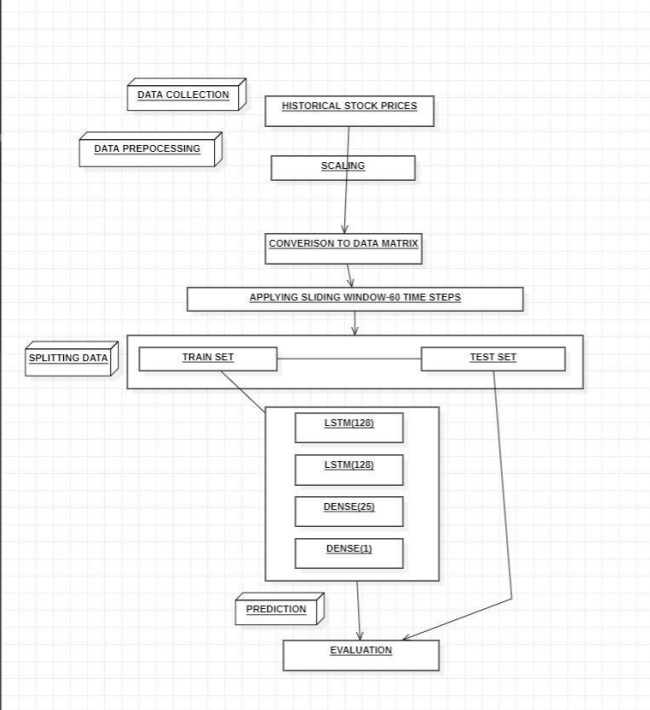 DATA COLLECTION
HISTORICAL STOCK PRICES
DATA PREPOCESSING
SCALING
CONVERISON TO DATA MATRIX
APPLYING SLIDING WINDOW-60 TIME STEPS
SPLITTING DATA
TRAIN SET
TEST SET
LSTM(128)
LSTM(128)
DENSE(25)
DENSE(1)
PREDICTION
EVALUATION